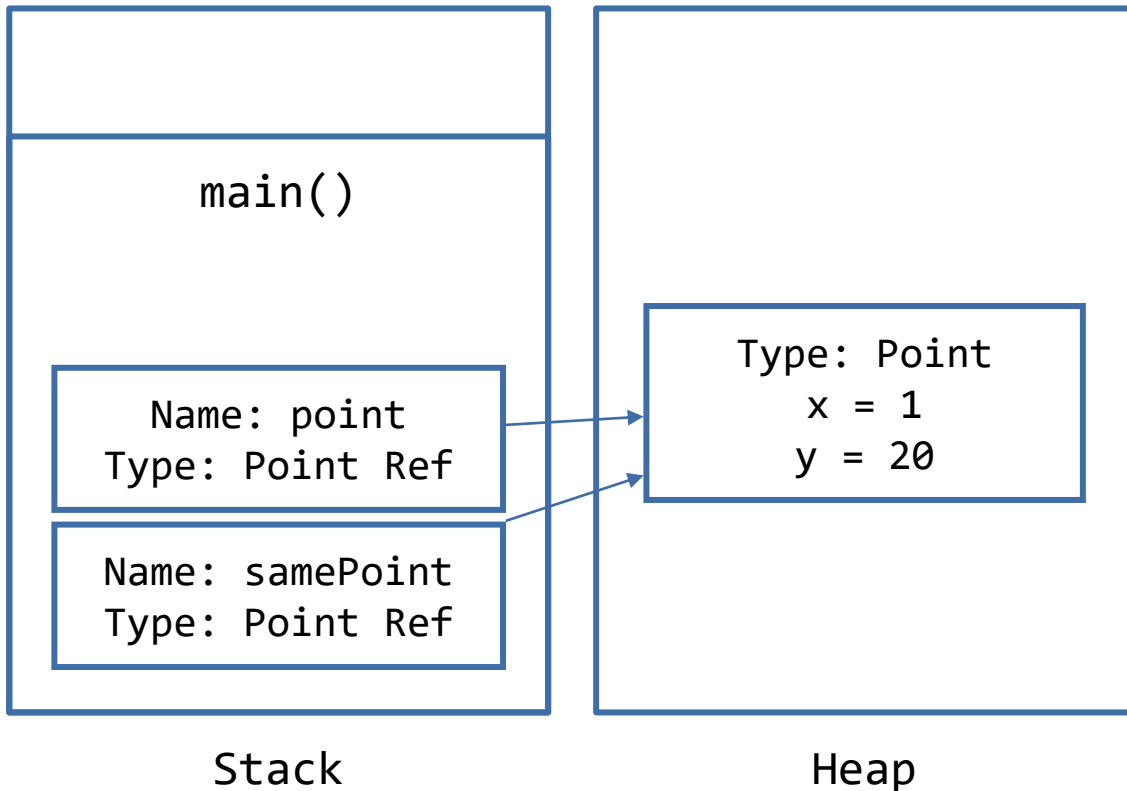 main()
Name: point
Type: Point Ref
Name: samePoint
Type: Point Ref
Stack
Type: Point
x = 1
y = 20
Heap